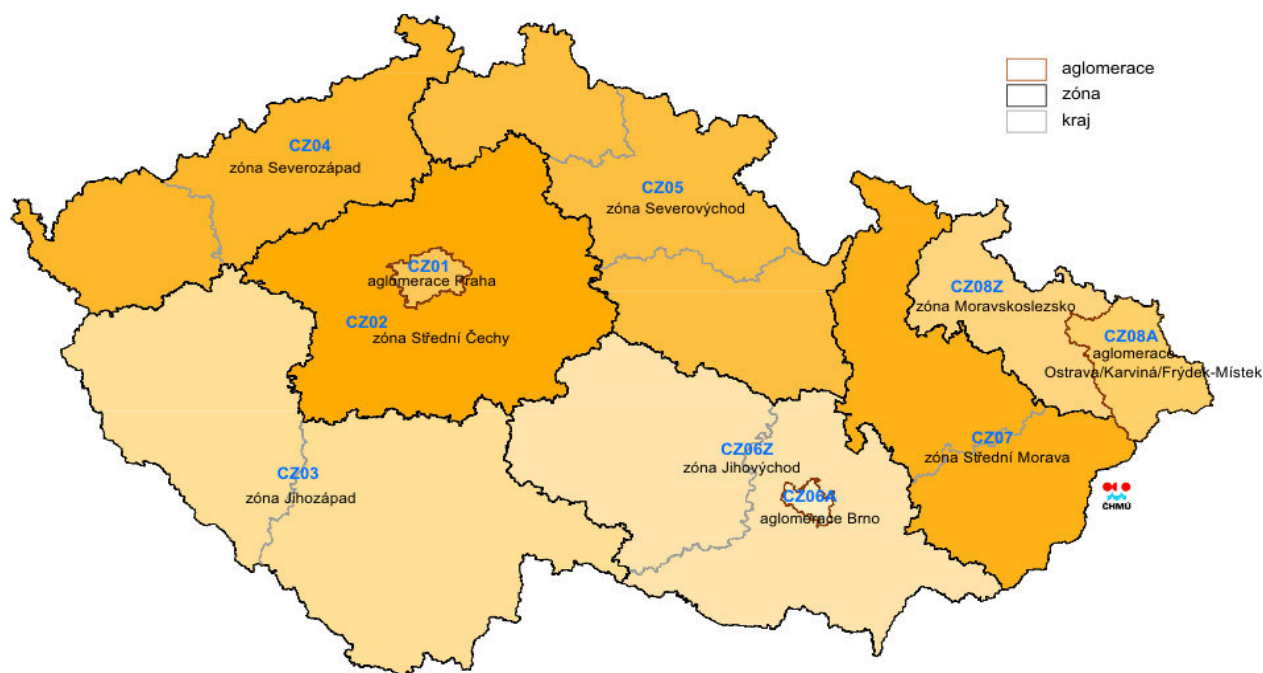 aglomerace
zóna
kraj
CZ04
zóna Severozápad
CZ05
zóna Severovýchod
CZ01
aglomerace Praha
CZ02
zóna Střední Čechy
CZ08Z
zóna Moravskoslezsko
CZ08A
aglomerace
Ostrava/Karviná/Frýdek-Místek
CZ07
zóna Střední Morava
CZ06Z
zóna Jihovýchod
CZ03
zóna Jihozápad
CZ06A
aglomerace Brno
ČHMÚ